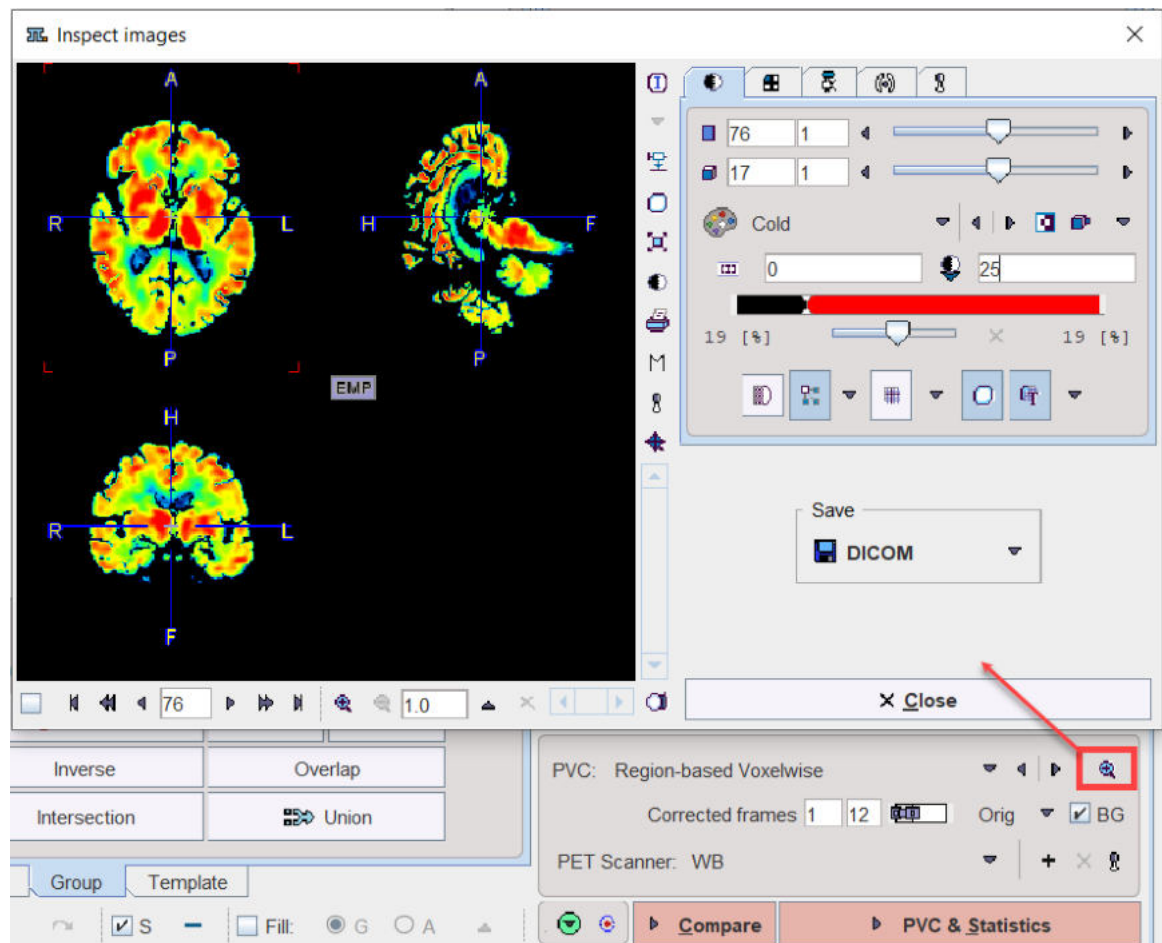 Inspect images
A
A
R
L
H
F
P
P
EMP
H
R
L
F
76 1
17 1
Cold
0 25
19 [%] 19 [%]
M
Save
DICOM
76 1.0
Close
Inverse Overlap
Intersection Union
PVC: Region-based Voxelwise
Corrected frames 1 12 Orig BG
PET Scanner: WB
Group Template
S Fill: G A
Compare PVC & Statistics